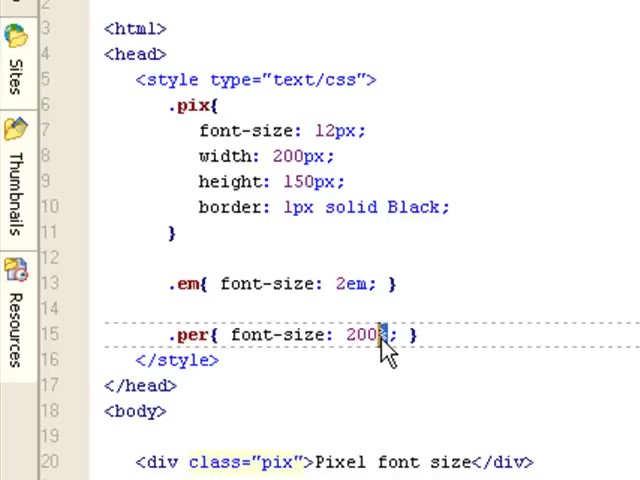 2
3 <html>
4 <head>
5 <style type="text/css">
6 .pix{
7 font-size: 12px;
8 width: 200px;
9 height: 150px;
10 border: 1px solid Black;
11 }
12
13 .em{ font-size: 2em; }
14
15 .per{ font-size: 200%; }
16 </style>
17 </head>
18 <body>
19
20 <div class="pix">Pixel font size</div>
Sites
Thumbnails
Resources